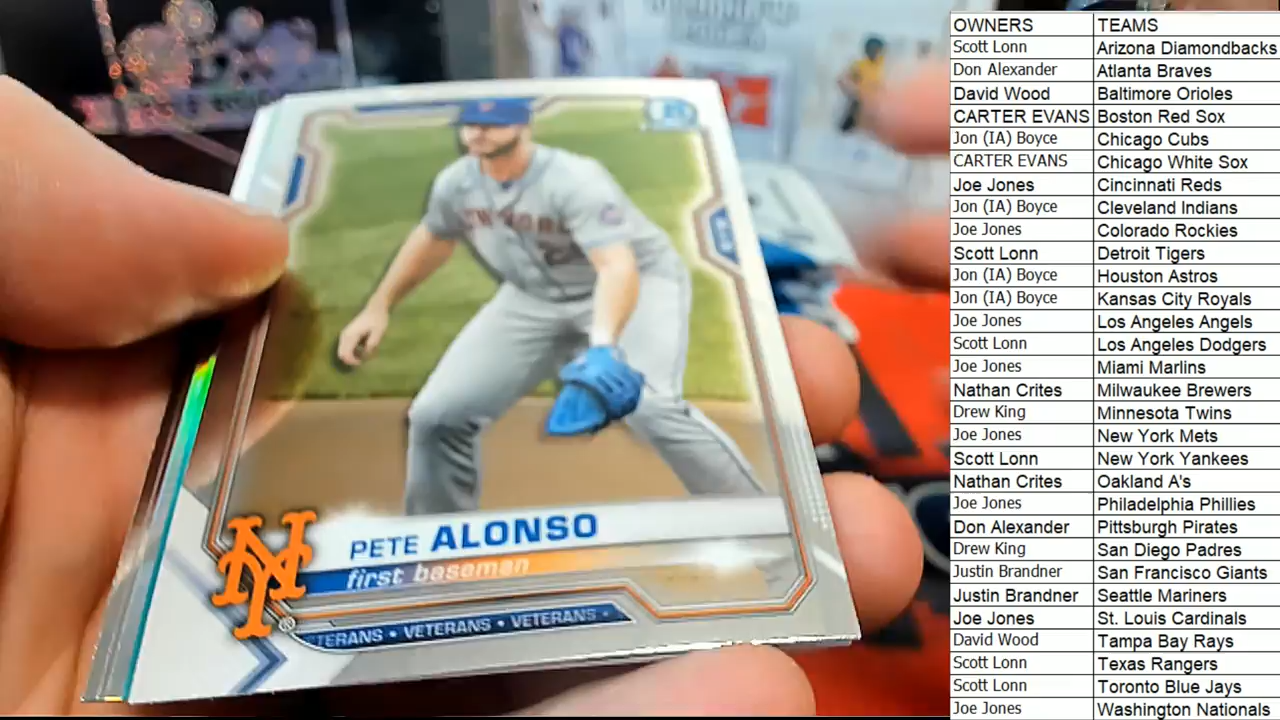 NEW YORK
PETE ALONSO
first baseman
VETERANS • VETERANS •
OWNERS TEAMS
Scott Lonn Arizona Diamondbacks
Don Alexander Atlanta Braves
David Wood Baltimore Orioles
CARTER EVANS Boston Red Sox
Jon (IA) Boyce Chicago Cubs
CARTER EVANS Chicago White Sox
Joe Jones Cincinnati Reds
Jon (IA) Boyce Cleveland Indians
Joe Jones Colorado Rockies
Scott Lonn Detroit Tigers
Jon (IA) Boyce Houston Astros
Jon (IA) Boyce Kansas City Royals
Joe Jones Los Angeles Angels
Scott Lonn Los Angeles Dodgers
Joe Jones Miami Marlins
Nathan Crites Milwaukee Brewers
Drew King Minnesota Twins
Joe Jones New York Mets
Scott Lonn New York Yankees
Nathan Crites Oakland A's
Joe Jones Philadelphia Phillies
Don Alexander Pittsburgh Pirates
Drew King San Diego Padres
Justin Brandner San Francisco Giants
Justin Brandner Seattle Mariners
Joe Jones St. Louis Cardinals
David Wood Tampa Bay Rays
Scott Lonn Texas Rangers
Scott Lonn Toronto Blue Jays
Joe Jones Washington Nationals